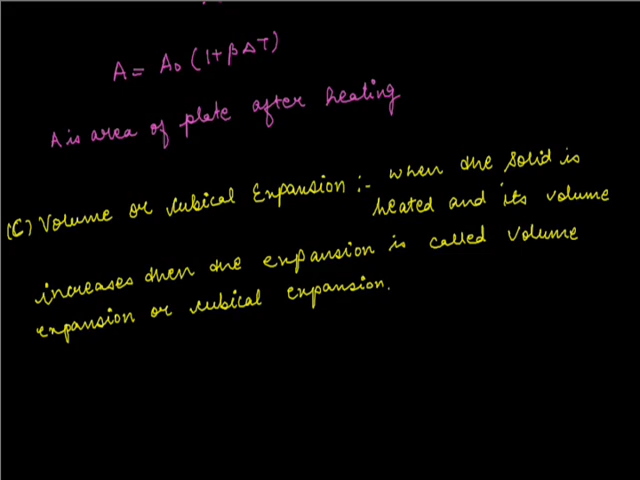 A = A₀ (1+βΔT)
A is area of plate after heating
(C) Volume or cubical Expansion :- when the solid is
heated and its volume
increases then the expansion is called volume
expansion or cubical expansion.